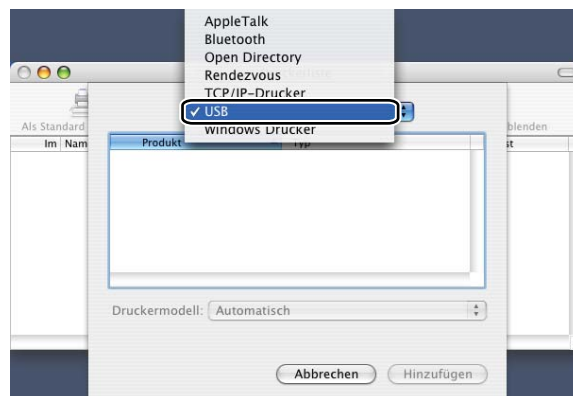 AppleTalk
Bluetooth
Open Directory
Rendezvous
TCP/IP-Drucker
✓ USB
Windows Drucker
Als Standard
blenden
Im Nam
Produkt
Typ
st
Druckermodell: Automatisch
Abbrechen Hinzufügen